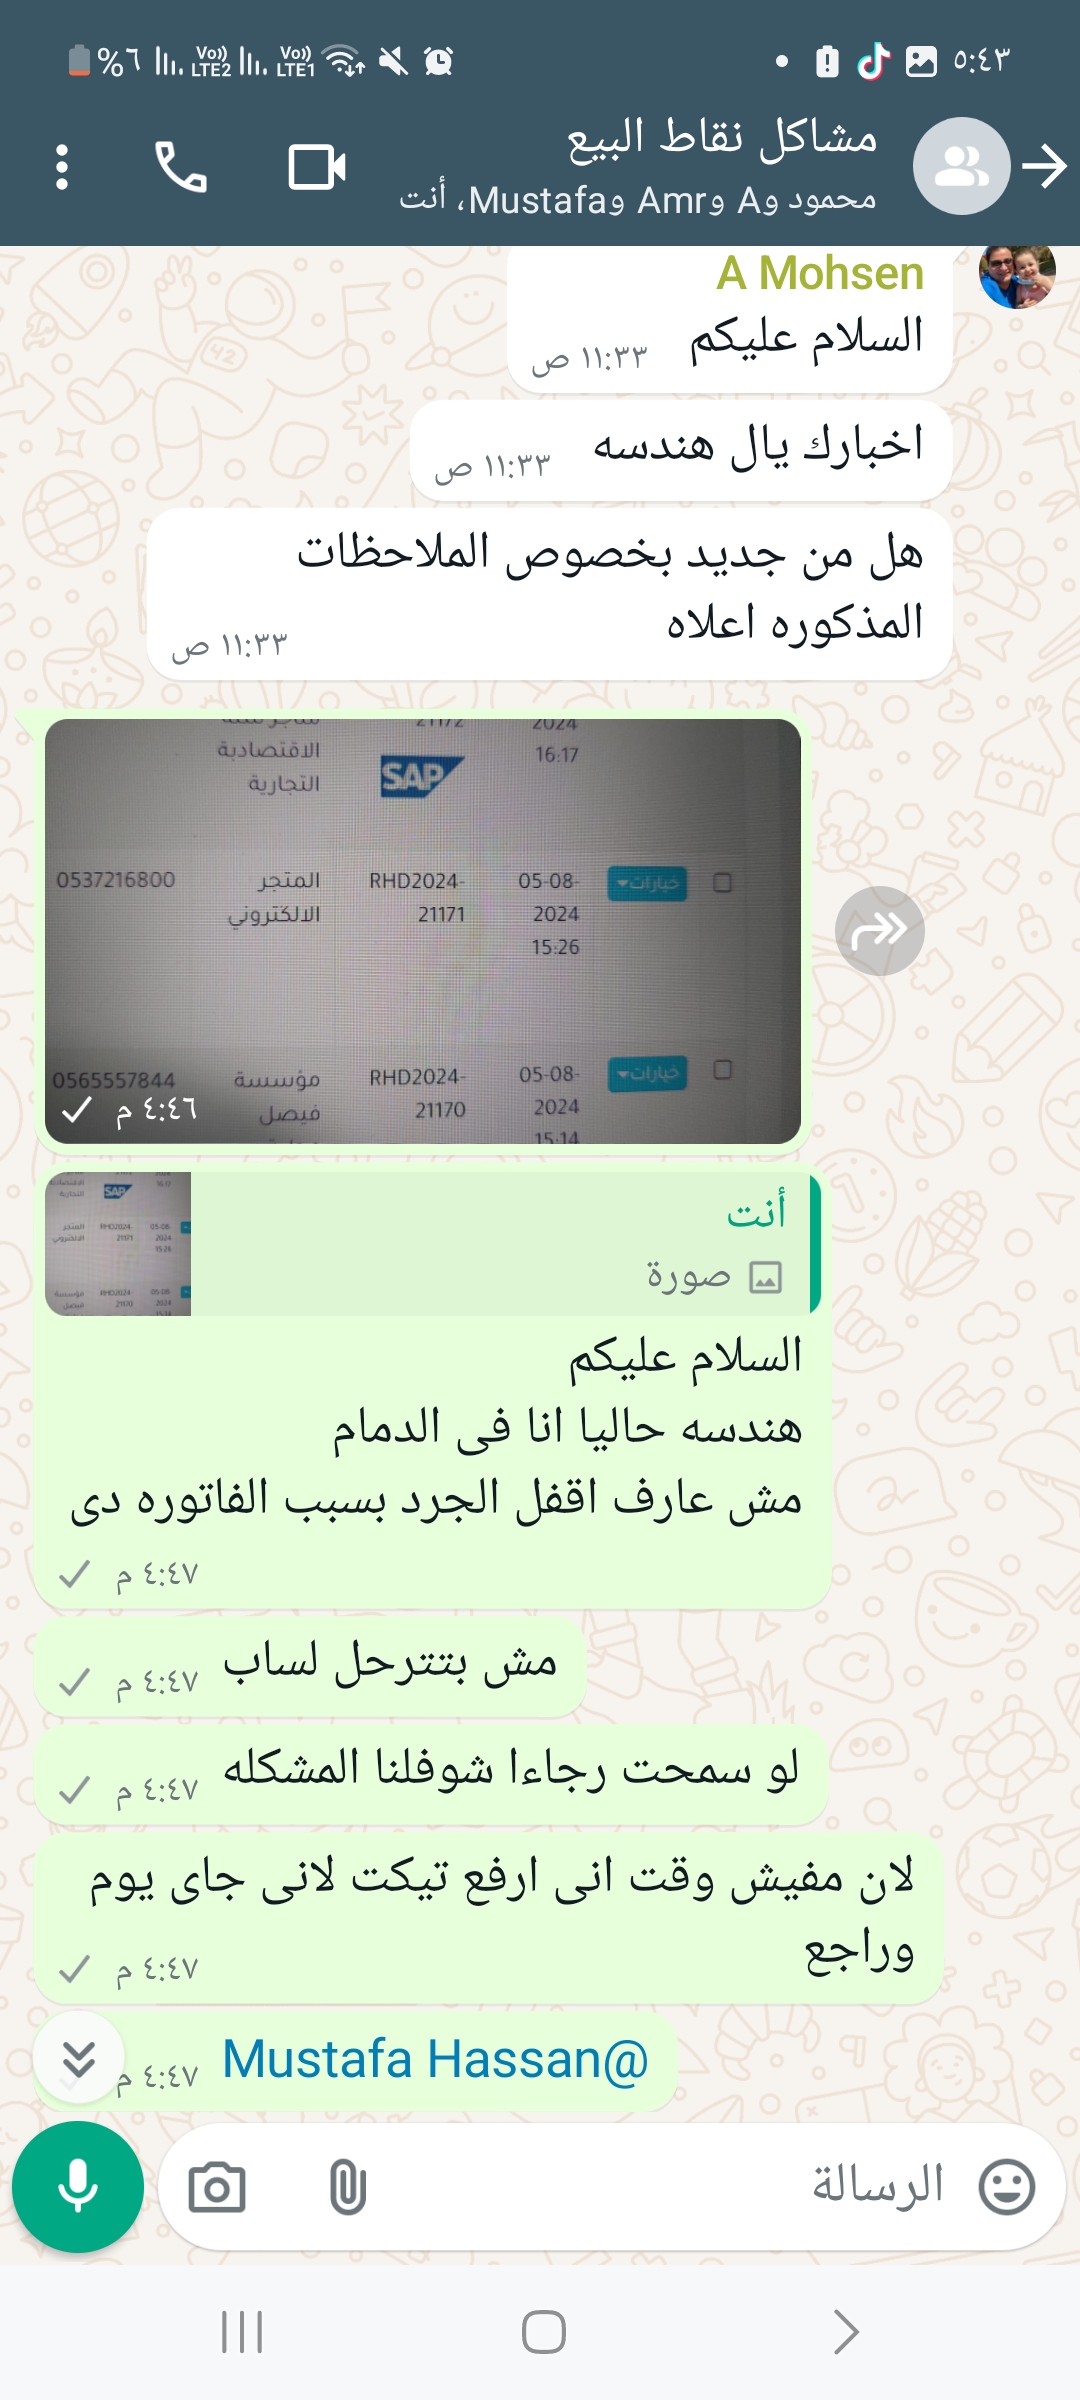 %٦ Vo)) LTE2 Vo)) LTE1 ٥:٤٣
مشاكل نقاط البيع
محمود وA وAmr وMustafa، أنت
A Mohsen
السلام عليكم
١١:٣٣ ص
اخبارك يال هندسه
١١:٣٣ ص
هل من جديد بخصوص الملاحظات
المذكوره اعلاه
١١:٣٣ ص
2024 21172
16:17 الاقتصادية
SAP التجارية
خيارات 05-08- RHD2024- المتجر 0537216800
2024 21171 الالكتروني
15:26
خيارات 05-08- RHD2024- مؤسسة 0565557844
2024 21170 فيصل
15:14
٤:٤٦ م
أنت
صورة
السلام عليكم
هندسه حاليا انا فى الدمام
مش عارف اقفل الجرد بسبب الفاتوره دى
٤:٤٧ م
مش بتترحل لساب
٤:٤٧ م
لو سمحت رجاءا شوفلنا المشكله
٤:٤٧ م
لان مفيش وقت انى ارفع تيكت لانى جاى يوم
وراجع
٤:٤٧ م
@Mustafa Hassan
٤:٤٧ م
الرسالة